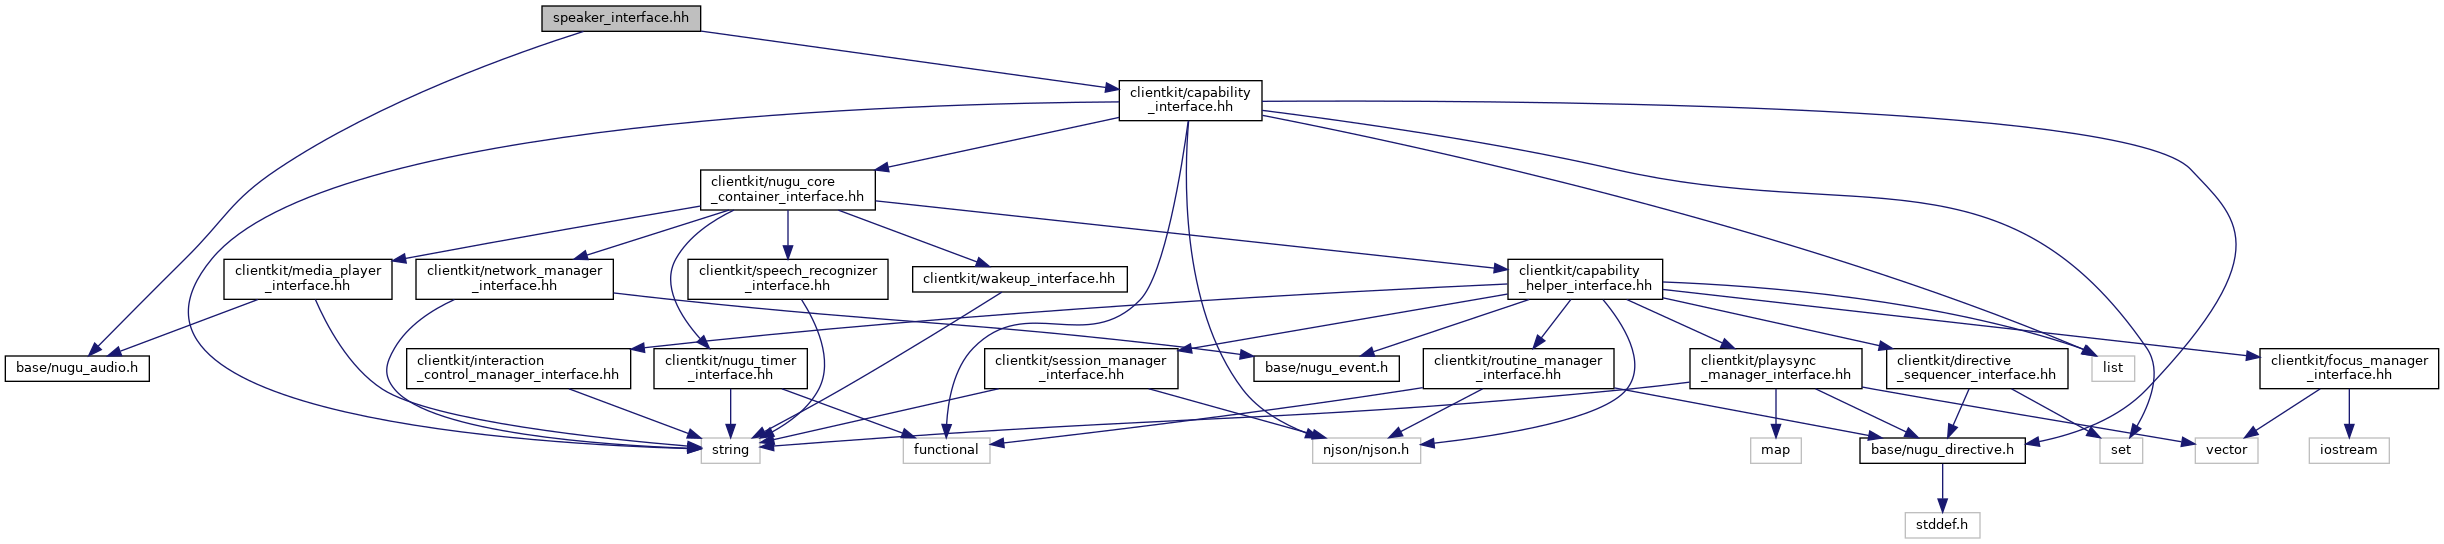 speaker_interface.hh
clientkit/capability
_interface.hh
clientkit/nugu_core
_container_interface.hh
clientkit/media_player
_interface.hh
clientkit/network_manager
_interface.hh
clientkit/speech_recognizer
_interface.hh
clientkit/wakeup_interface.hh
clientkit/capability
_helper_interface.hh
base/nugu_audio.h
clientkit/interaction
_control_manager_interface.hh
clientkit/nugu_timer
_interface.hh
clientkit/session_manager
_interface.hh
base/nugu_event.h
clientkit/routine_manager
_interface.hh
clientkit/playsync
_manager_interface.hh
clientkit/directive
_sequencer_interface.hh
list
clientkit/focus_manager
_interface.hh
string
functional
njson/njson.h
map
base/nugu_directive.h
set
vector
iostream
stddef.h